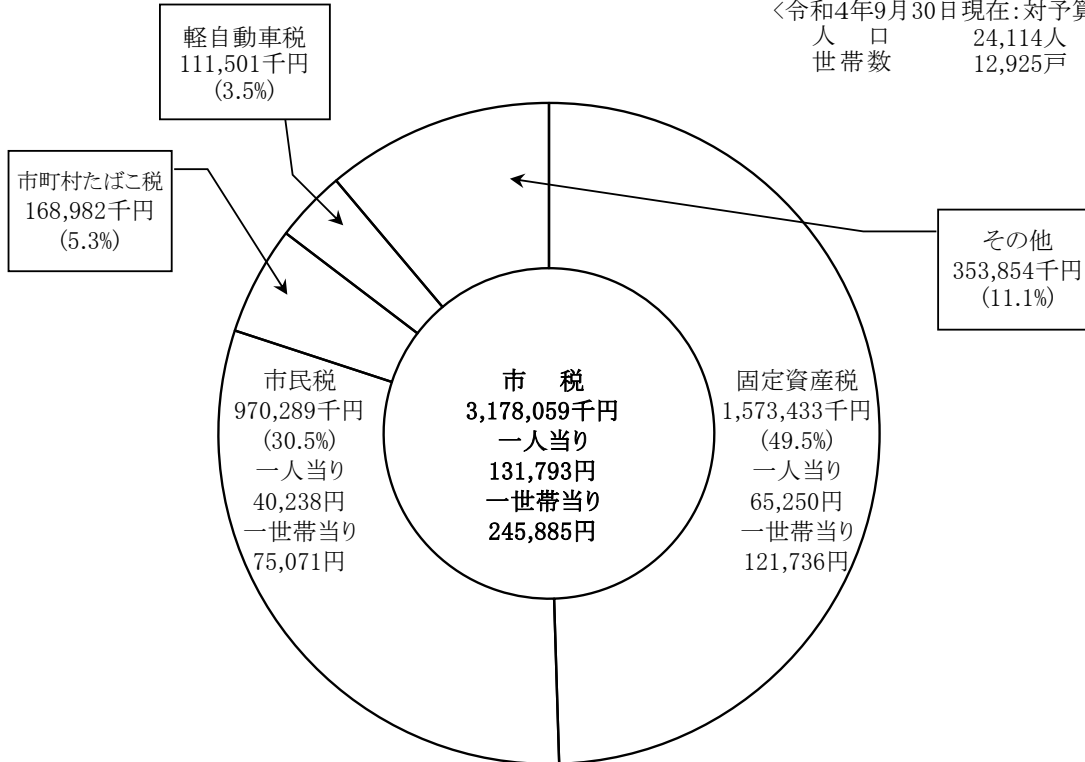 <令和4年9月30日現在:対予算
人　口　24,114人
世帯数　12,925戸
軽自動車税
111,501千円
(3.5%)
市町村たばこ税
168,982千円
(5.3%)
その他
353,854千円
(11.1%)
市民税
970,289千円
(30.5%)
一人当り
40,238円
一世帯当り
75,071円
市　税
3,178,059千円
一人当り
131,793円
一世帯当り
245,885円
固定資産税
1,573,433千円
(49.5%)
一人当り
65,250円
一世帯当り
121,736円